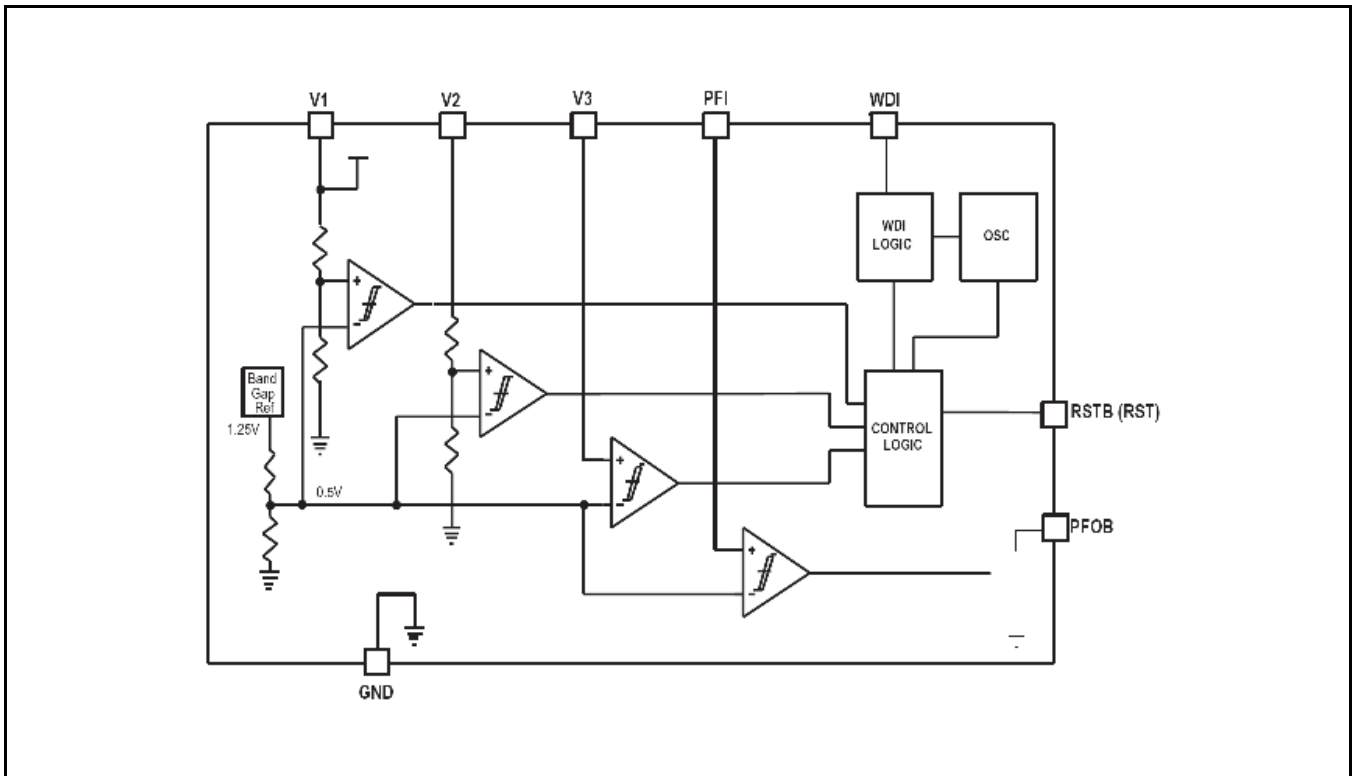 V1
V2
V3
PFI
WDI
WDI
LOGIC
OSC
+
-
Band
Gap
Ref
1.25V
+
-
CONTROL
LOGIC
RSTB (RST)
+
-
0.5V
PFOB
+
-
GND